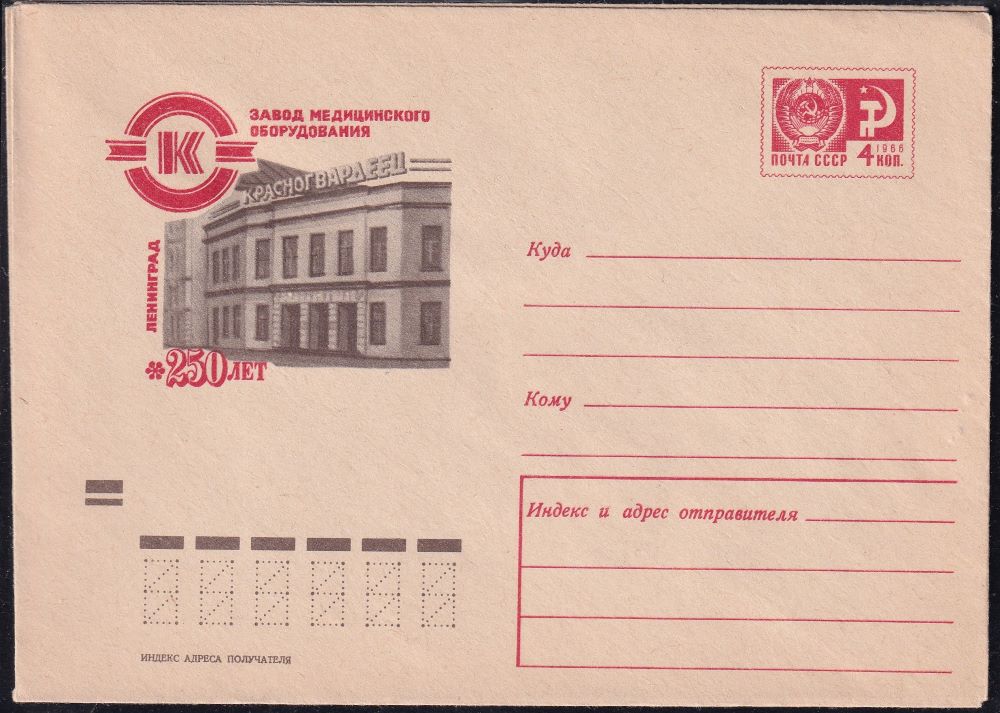 К
ЗАВОД МЕДИЦИНСКОГО
ОБОРУДОВАНИЯ
КРАСНОГВАРДЕЕЦ
ЛЕНИНГРАД
250 ЛЕТ
1966
ПОЧТА СССР 4 КОП.
Куда
Кому
Индекс и адрес отправителя
ИНДЕКС АДРЕСА ПОЛУЧАТЕЛЯ